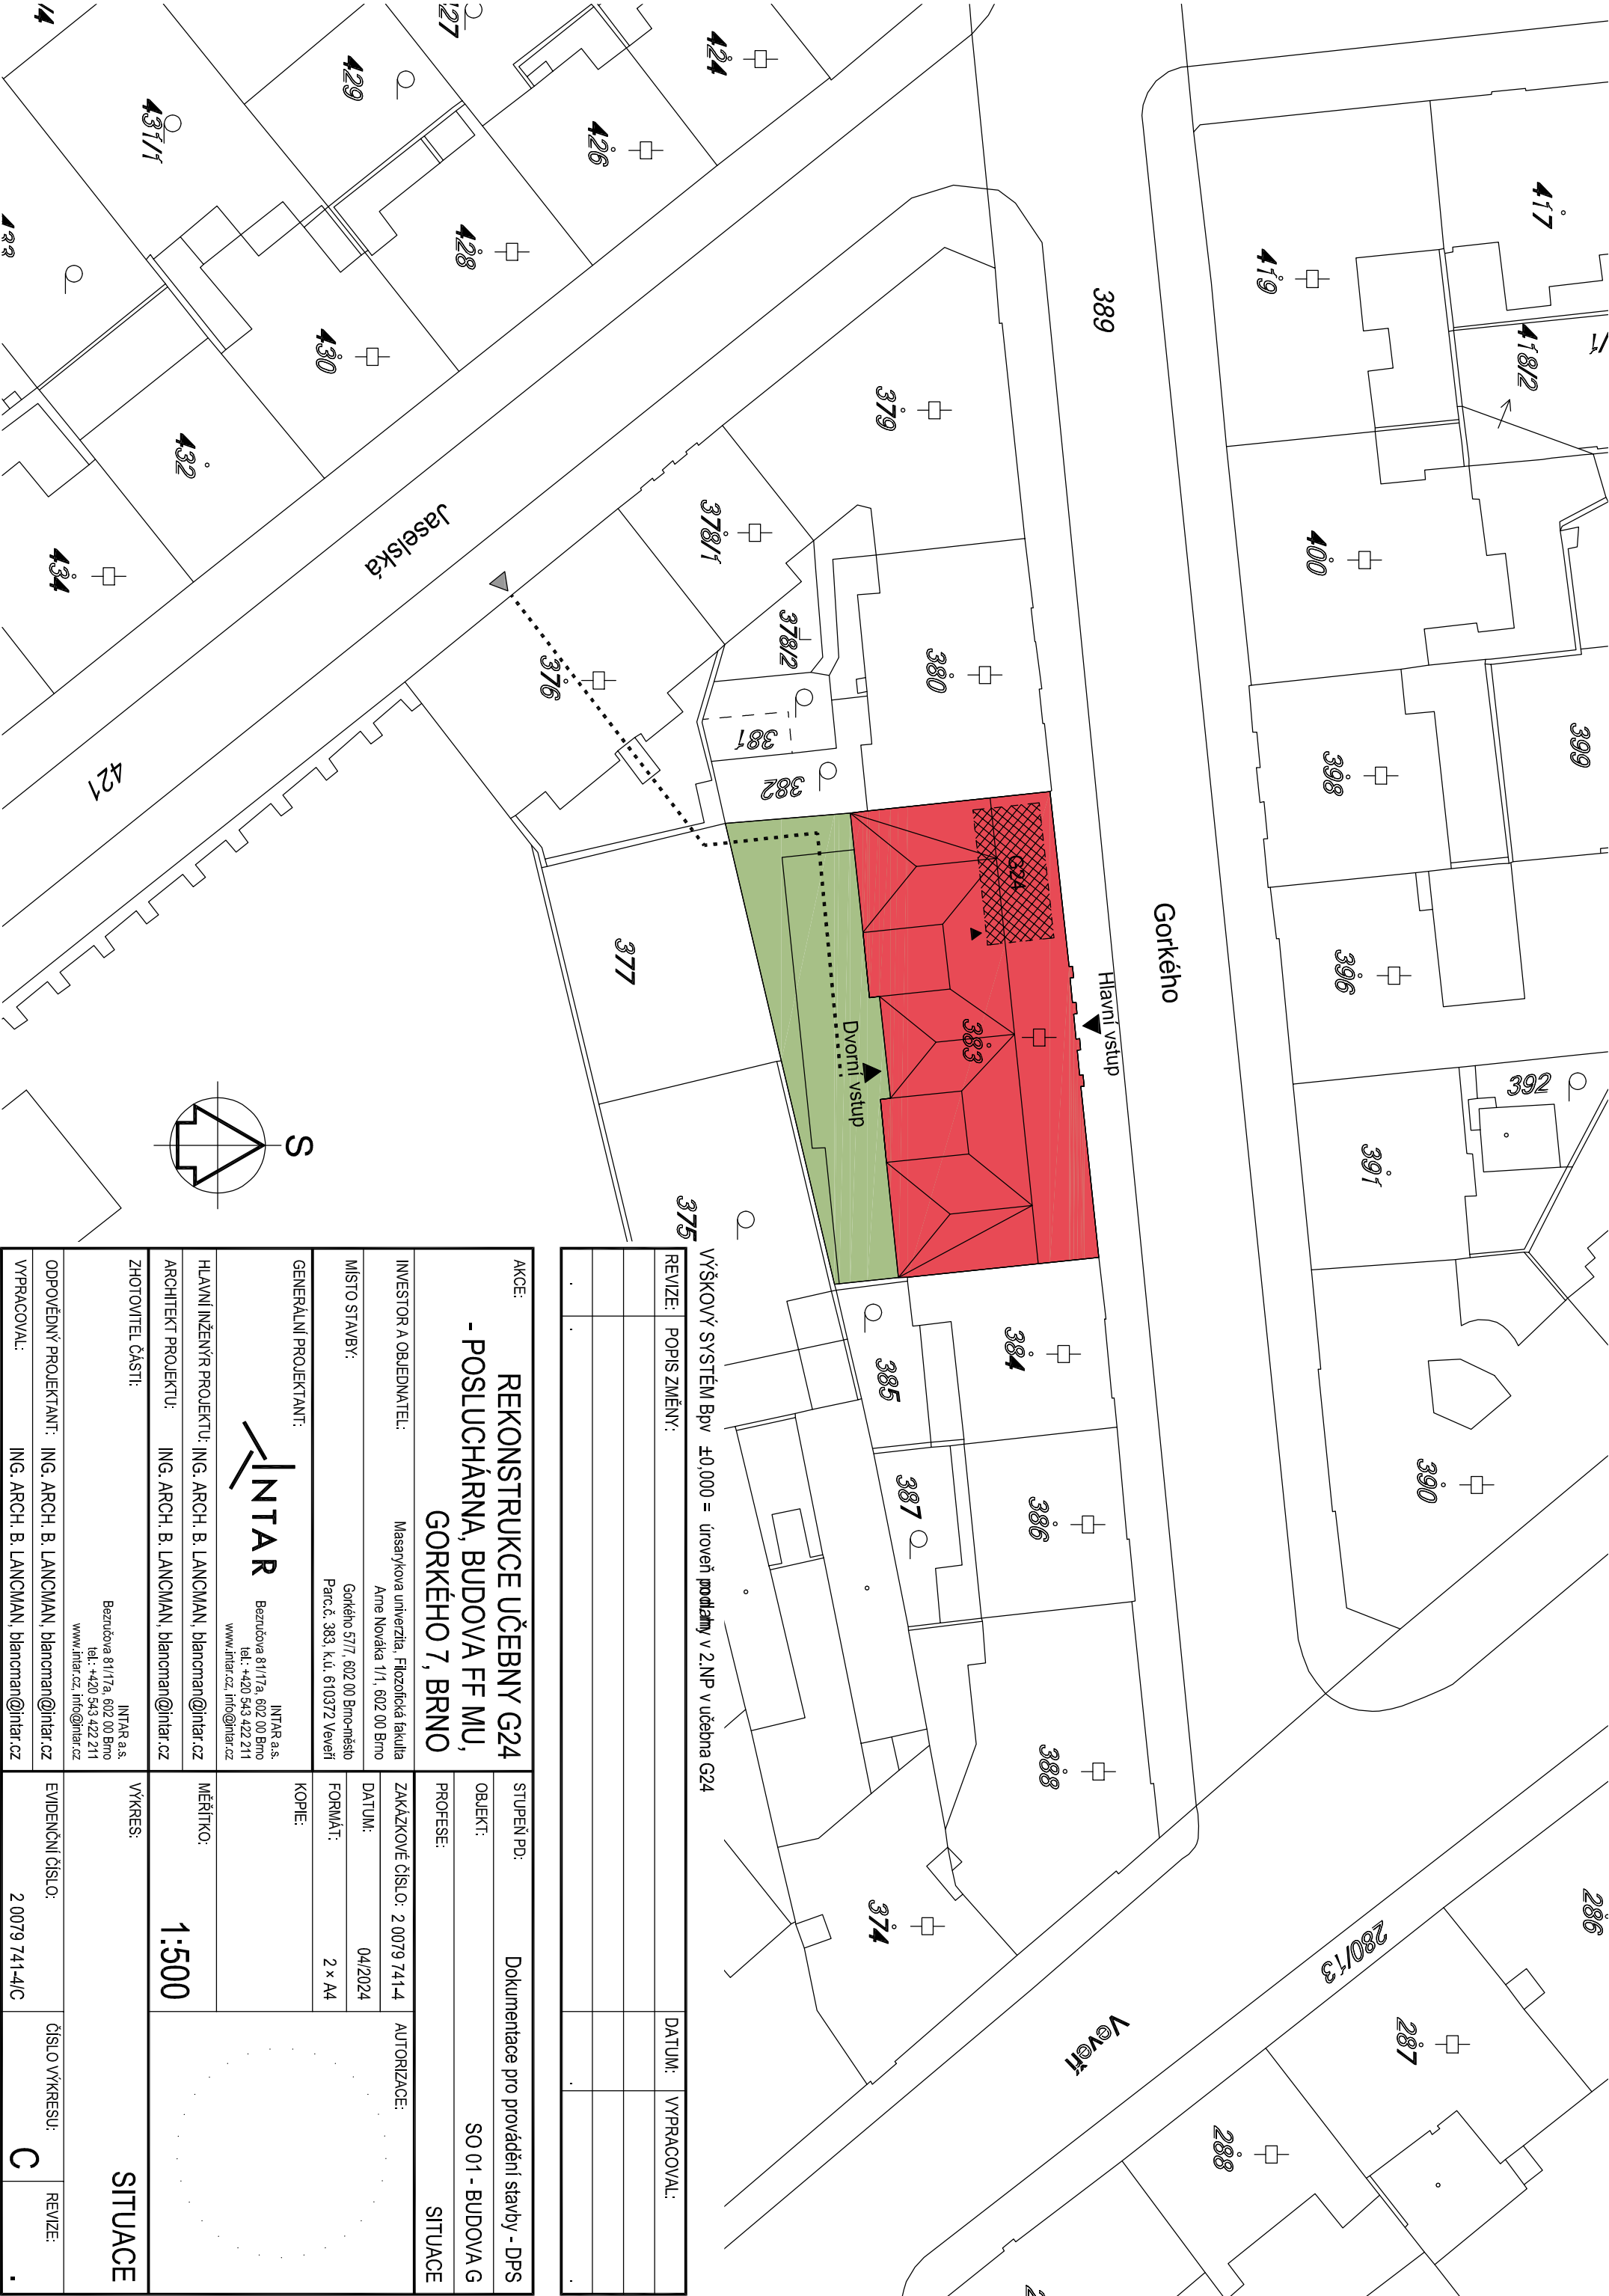 417
418/2
419
399
400
398
396
392
391
390
286
287
288
280/13
Veveří
389
Gorkého
Hlavní vstup
G24
383
Dvorní vstup
379
380
378/1
378/2
381
382
376
377
375
384
385
386
387
388
374
Jaselská
421
424
426
427
428
429
430
431/1
432
434
S
VÝŠKOVÝ SYSTÉM Bpv ±0,000 = úroveň podlahy v 2.NP v učebna G24
REVIZE: POPIS ZMĚNY: DATUM: VYPRACOVAL:
AKCE:
REKONSTRUKCE UČEBNY G24
- POSLUCHÁRNA, BUDOVA FF MU,
GORKÉHO 7, BRNO
INVESTOR A OBJEDNATEL:
Masarykova univerzita, Filozofická fakulta
Arne Nováka 1/1, 602 00 Brno
MÍSTO STAVBY:
Gorkého 57/7, 602 00 Brno-město
Parc.č. 383, k.ú. 610372 Veveří
GENERÁLNÍ PROJEKTANT:
INTAR
INTAR a.s.
Bezručova 81/17a, 602 00 Brno
tel.: +420 543 422 211
www.intar.cz, info@intar.cz
HLAVNÍ INŽENÝR PROJEKTU: ING. ARCH. B. LANCMAN, blancman@intar.cz
ARCHITEKT PROJEKTU: ING. ARCH. B. LANCMAN, blancman@intar.cz
ZHOTOVITEL ČÁSTI:
INTAR a.s.
Bezručova 81/17a, 602 00 Brno
tel.: +420 543 422 211
www.intar.cz, info@intar.cz
ODPOVĚDNÝ PROJEKTANT: ING. ARCH. B. LANCMAN, blancman@intar.cz
VYPRACOVAL: ING. ARCH. B. LANCMAN, blancman@intar.cz
STUPEŇ PD: Dokumentace pro provádění stavby - DPS
OBJEKT: SO 01 - BUDOVA G
PROFESE: SITUACE
ZAKÁZKOVÉ ČÍSLO: 2 0079 741-4
DATUM: 04/2024
FORMÁT: 2 × A4
KOPIE:
AUTORIZACE:
MĚŘÍTKO: 1:500
VÝKRES:
SITUACE
EVIDENČNÍ ČÍSLO: 2 0079 741-4/C
ČÍSLO VÝKRESU: C
REVIZE: .